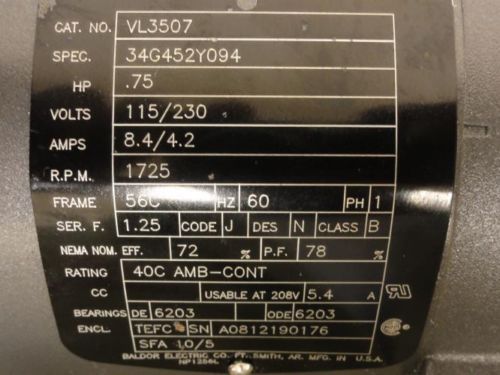 CAT. NO. VL3507
SPEC. 34G452Y094
HP .75
VOLTS 115/230
AMPS 8.4/4.2
R.P.M. 1725
FRAME 56C HZ 60 PH 1
SER. F. 1.25 CODE J DES N CLASS B
NEMA NOM. EFF. 72 % P.F. 78 %
RATING 40C AMB-CONT
CC USABLE AT 208V 5.4 A
BEARINGS DE 6203 ODE 6203
ENCL. TEFC SN A0812190176
SFA 10/5
BALDOR ELECTRIC CO. FT. SMITH, AR. MFG. IN U.S.A.
NP1256L